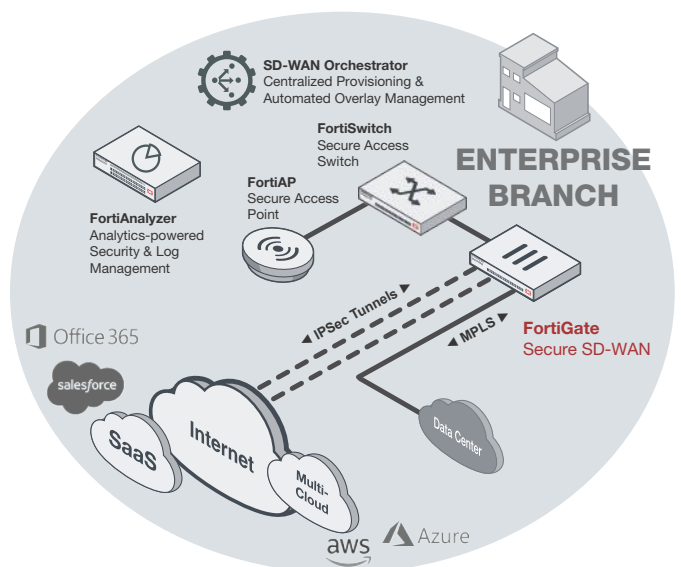 SD-WAN Orchestrator
Centralized Provisioning &
Automated Overlay Management
FortiSwitch
Secure Access
Switch
ENTERPRISE
BRANCH
FortiAP
Secure Access
Point
FortiAnalyzer
Analytics-powered
Security & Log
Management
◄ IPSec Tunnels ►
◄ MPLS ►
FortiGate
Secure SD-WAN
Office 365
salesforce
SaaS
Internet
Multi-
Cloud
Data Center
aws
Azure